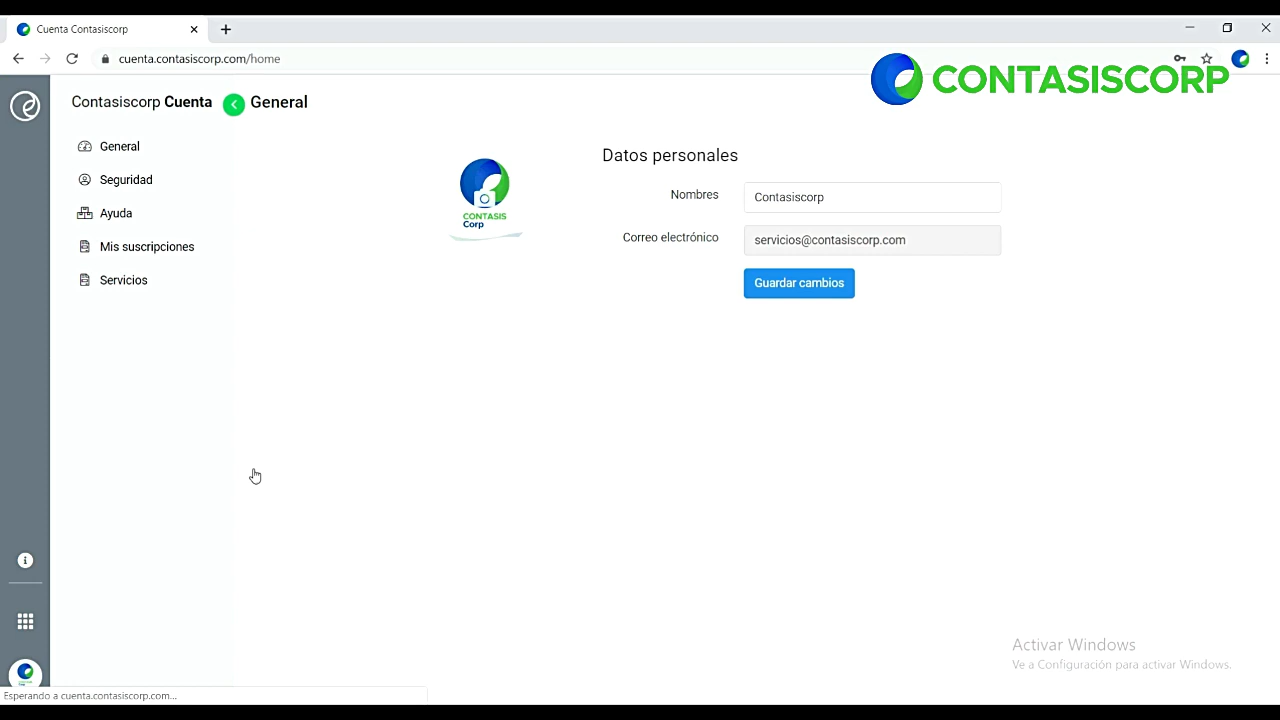 Cuenta Contasiscorp
cuenta.contasiscorp.com/home
CONTASISCORP
Contasiscorp Cuenta
General
General
Seguridad
Ayuda
Mis suscripciones
Servicios
CONTASIS
Corp
Datos personales
Nombres
Contasiscorp
Correo electrónico
servicios@contasiscorp.com
Guardar cambios
Activar Windows
Ve a Configuración para activar Windows.
Esperando a cuenta.contasiscorp.com...